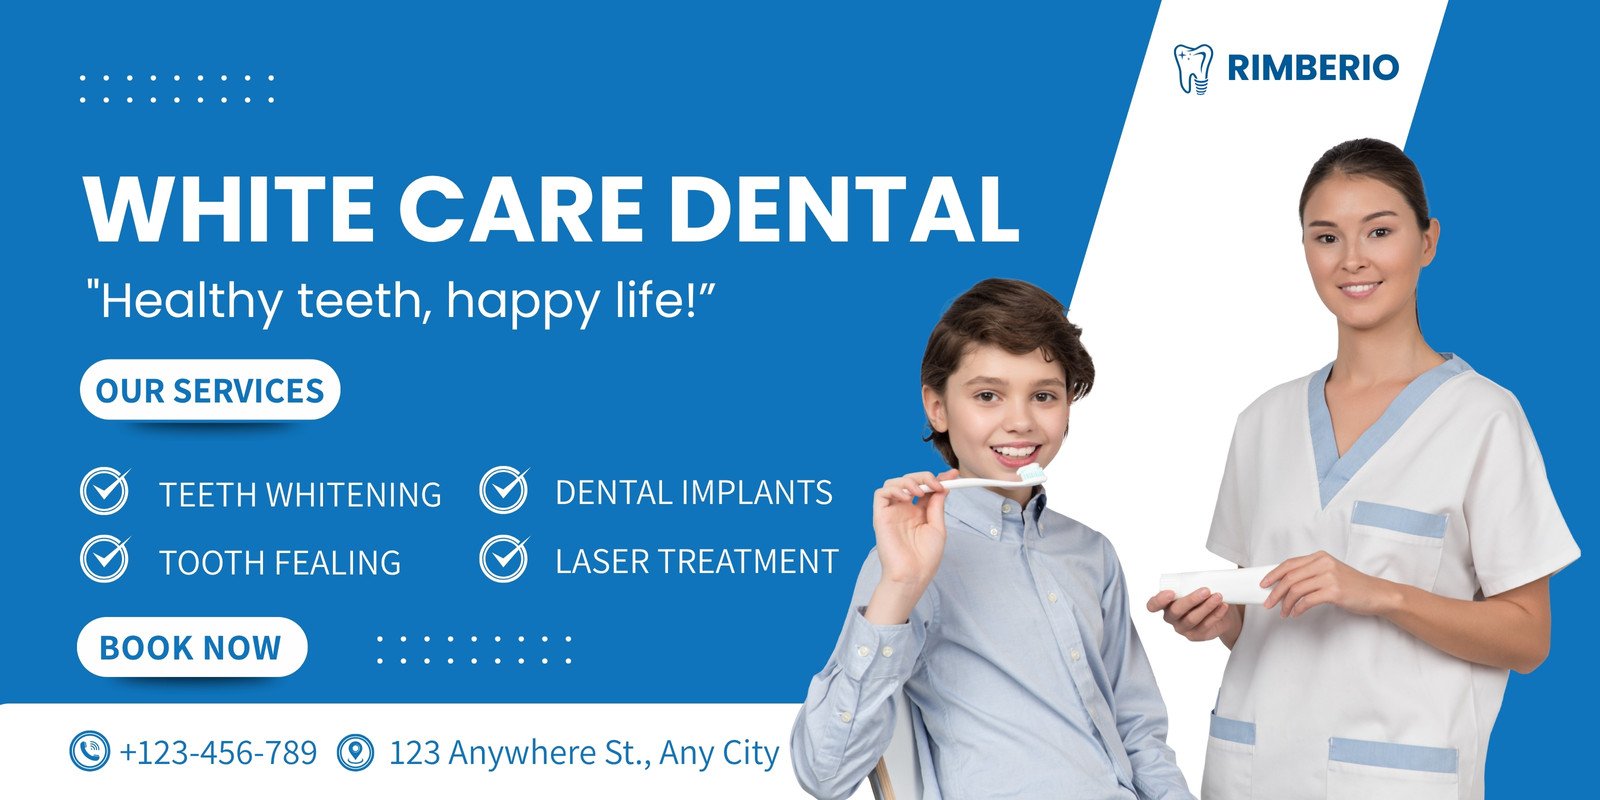 RIMBERIO
WHITE CARE DENTAL
"Healthy teeth, happy life!”
OUR SERVICES
TEETH WHITENING
DENTAL IMPLANTS
TOOTH FEALING
LASER TREATMENT
BOOK NOW
+123-456-789
123 Anywhere St., Any City